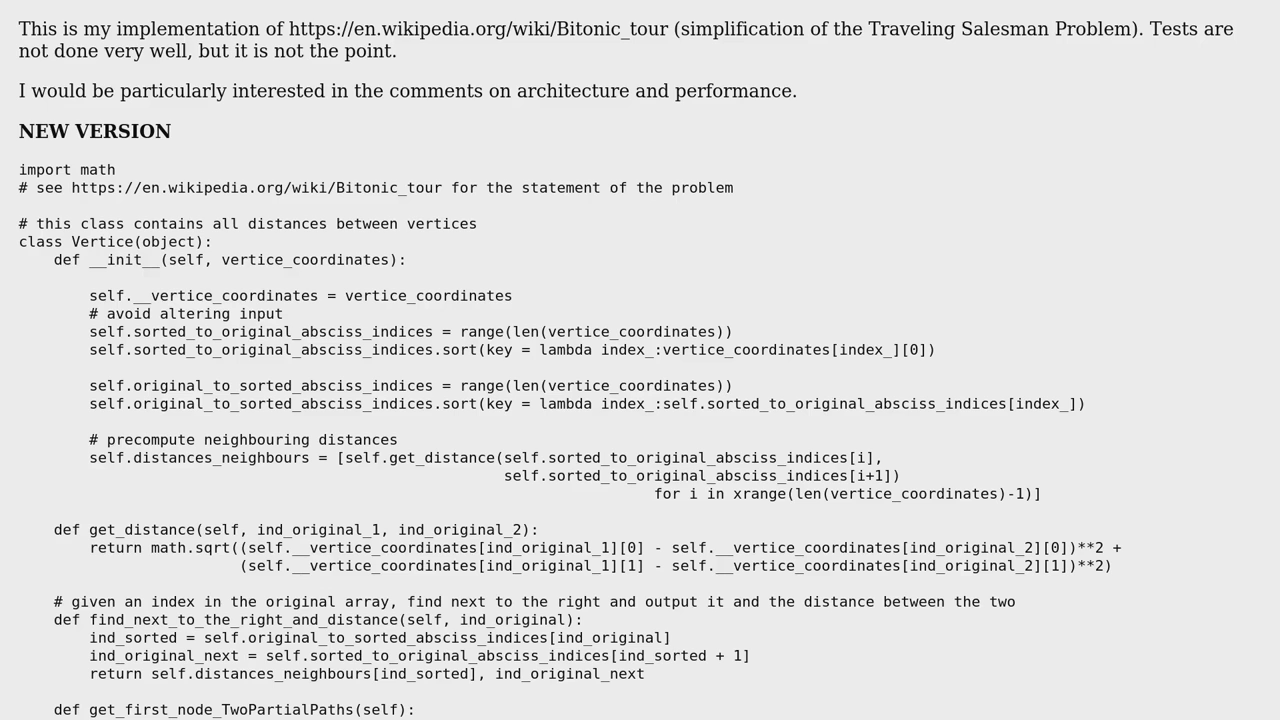 This is my implementation of https://en.wikipedia.org/wiki/Bitonic_tour (simplification of the Traveling Salesman Problem). Tests are
not done very well, but it is not the point.
I would be particularly interested in the comments on architecture and performance.
NEW VERSION
import math
# see https://en.wikipedia.org/wiki/Bitonic_tour for the statement of the problem
# this class contains all distances between vertices
class Vertice(object):
    def __init__(self, vertice_coordinates):
        self.__vertice_coordinates = vertice_coordinates
        # avoid altering input
        self.sorted_to_original_absciss_indices = range(len(vertice_coordinates))
        self.sorted_to_original_absciss_indices.sort(key = lambda index_:vertice_coordinates[index_][0])
        self.original_to_sorted_absciss_indices = range(len(vertice_coordinates))
        self.original_to_sorted_absciss_indices.sort(key = lambda index_:self.sorted_to_original_absciss_indices[index_])
        # precompute neighbouring distances
        self.distances_neighbours = [self.get_distance(self.sorted_to_original_absciss_indices[i],
                                                       self.sorted_to_original_absciss_indices[i+1])
                                                                        for i in xrange(len(vertice_coordinates)-1)]
    def get_distance(self, ind_original_1, ind_original_2):
        return math.sqrt((self.__vertice_coordinates[ind_original_1][0] - self.__vertice_coordinates[ind_original_2][0])**2 +
                         (self.__vertice_coordinates[ind_original_1][1] - self.__vertice_coordinates[ind_original_2][1])**2)
    # given an index in the original array, find next to the right and output it and the distance between the two
    def find_next_to_the_right_and_distance(self, ind_original):
        ind_sorted = self.original_to_sorted_absciss_indices[ind_original]
        ind_original_next = self.sorted_to_original_absciss_indices[ind_sorted + 1]
        return self.distances_neighbours[ind_sorted], ind_original_next
    def get_first_node_TwoPartialPaths(self):